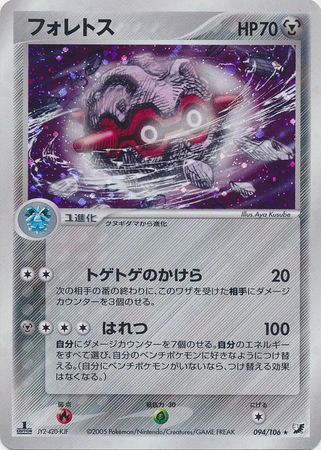 フォレトス HP70
Illus.Aya Kusube
1進化 クヌギダマから進化
トゲトゲのかけら 20
次の相手の番の終わりに、このワザを受けた相手にダメー
ジカウンターを3個のせる。
はれつ 100
自分にダメージカウンターを7個のせる。自分のエネルギー
をすべて選び、自分のベンチポケモンに好きなようにつけ替
える。(自分にベンチポケモンがいないなら、つけ替える効果
はなくなる。)
弱点 抵抗力-30 にげる
1 EDITION JY2-420-KJF ©2005 Pokémon/Nintendo/Creatures/GAME FREAK 094/106 ★